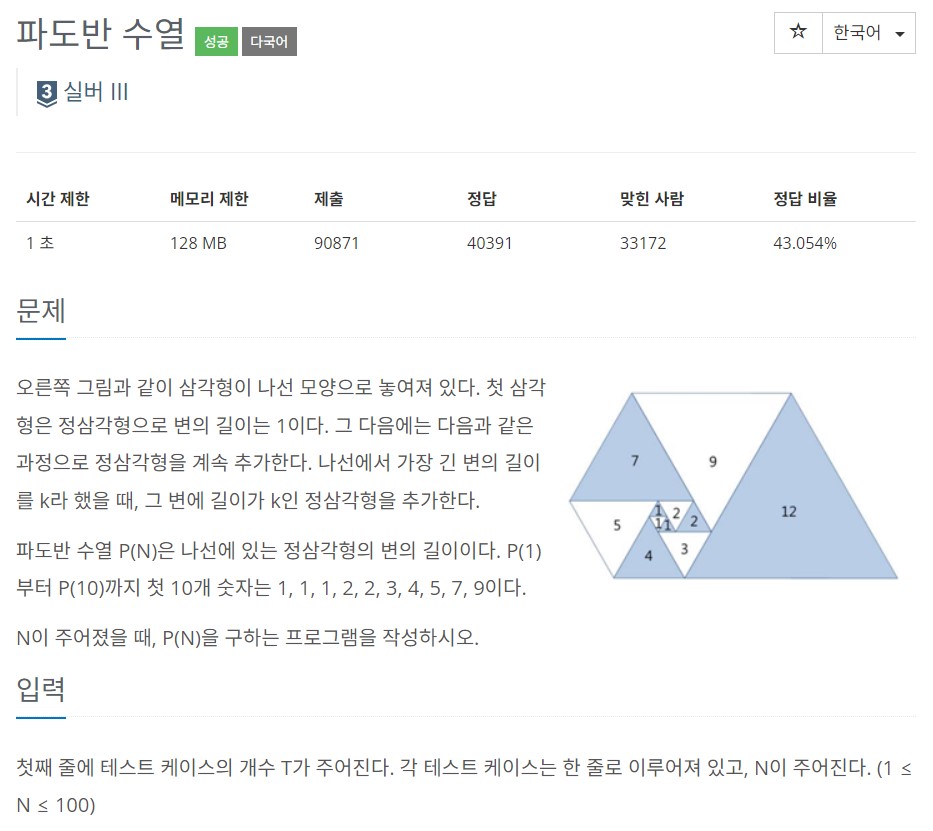 파도반 수열 성공 다국어
☆ 한국어
3 실버 III
시간 제한 메모리 제한 제출 정답 맞힌 사람 정답 비율
1 초 128 MB 90871 40391 33172 43.054%
문제
오른쪽 그림과 같이 삼각형이 나선 모양으로 놓여져 있다. 첫 삼각
형은 정삼각형으로 변의 길이는 1이다. 그 다음에는 다음과 같은
과정으로 정삼각형을 계속 추가한다. 나선에서 가장 긴 변의 길이
를 k라 했을 때, 그 변에 길이가 k인 정삼각형을 추가한다.
파도반 수열 P(N)은 나선에 있는 정삼각형의 변의 길이이다. P(1)
부터 P(10)까지 첫 10개 숫자는 1, 1, 1, 2, 2, 3, 4, 5, 7, 9이다.
N이 주어졌을 때, P(N)을 구하는 프로그램을 작성하시오.
7 9
12
1 2
5 1 1 2
4 3
입력
첫째 줄에 테스트 케이스의 개수 T가 주어진다. 각 테스트 케이스는 한 줄로 이루어져 있고, N이 주어진다. (1 ≤
N ≤ 100)